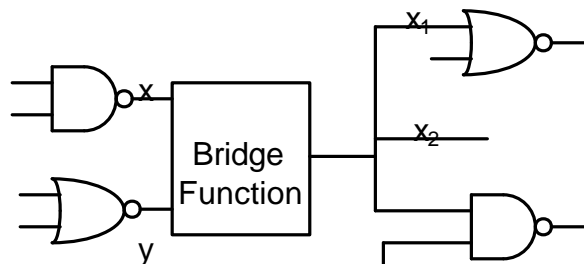 x₁
x
x₂
Bridge
Function
y